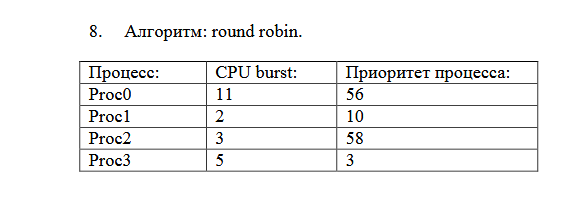 8. Алгоритм: round robin.
Процесс: CPU burst: Приоритет процесса:
Proc0 11 56
Proc1 2 10
Proc2 3 58
Proc3 5 3